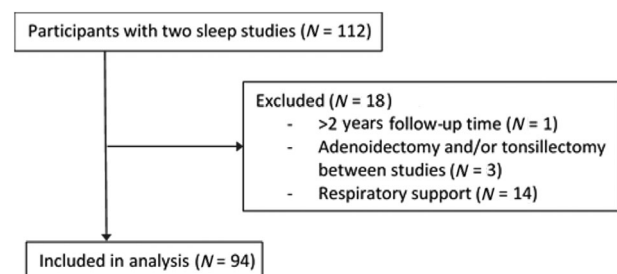 Participants with two sleep studies (N = 112)
Excluded (N = 18)
- >2 years follow-up time (N = 1)
- Adenoidectomy and/or tonsillectomy
between studies (N = 3)
- Respiratory support (N = 14)
Included in analysis (N = 94)